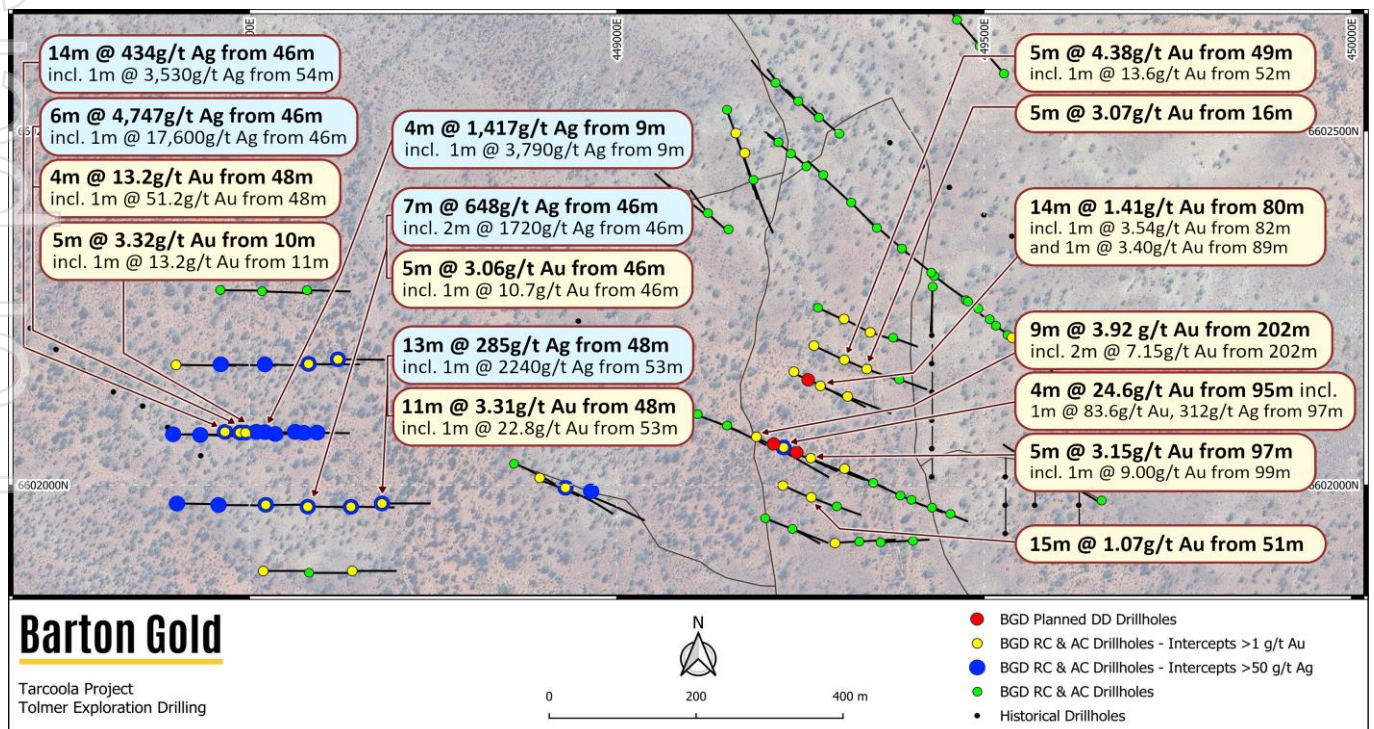 14m @ 434g/t Ag from 46m
incl. 1m @ 3,530g/t Ag from 54m
6m @ 4,747g/t Ag from 46m
incl. 1m @ 17,600g/t Ag from 46m
4m @ 13.2g/t Au from 48m
incl. 1m @ 51.2g/t Au from 48m
5m @ 3.32g/t Au from 10m
incl. 1m @ 13.2g/t Au from 11m
4m @ 1,417g/t Ag from 9m
incl. 1m @ 3,790g/t Ag from 9m
7m @ 648g/t Ag from 46m
incl. 2m @ 1720g/t Ag from 46m
5m @ 3.06g/t Au from 46m
incl. 1m @ 10.7g/t Au from 46m
13m @ 285g/t Ag from 48m
incl. 1m @ 2240g/t Ag from 53m
11m @ 3.31g/t Au from 48m
incl. 1m @ 22.8g/t Au from 53m
449000E
449500E
450000E
5m @ 4.38g/t Au from 49m
incl. 1m @ 13.6g/t Au from 52m
5m @ 3.07g/t Au from 16m
6602500N
14m @ 1.41g/t Au from 80m
incl. 1m @ 3.54g/t Au from 82m
and 1m @ 3.40g/t Au from 89m
9m @ 3.92 g/t Au from 202m
incl. 2m @ 7.15g/t Au from 202m
4m @ 24.6g/t Au from 95m incl.
1m @ 83.6g/t Au, 312g/t Ag from 97m
5m @ 3.15g/t Au from 97m
incl. 1m @ 9.00g/t Au from 99m
15m @ 1.07g/t Au from 51m
6602000N
6602000N
Barton Gold
Tarcoola Project
Tolmer Exploration Drilling
N
0 200 400 m
BGD Planned DD Drillholes
BGD RC & AC Drillholes - Intercepts >1 g/t Au
BGD RC & AC Drillholes - Intercepts >50 g/t Ag
BGD RC & AC Drillholes
Historical Drillholes